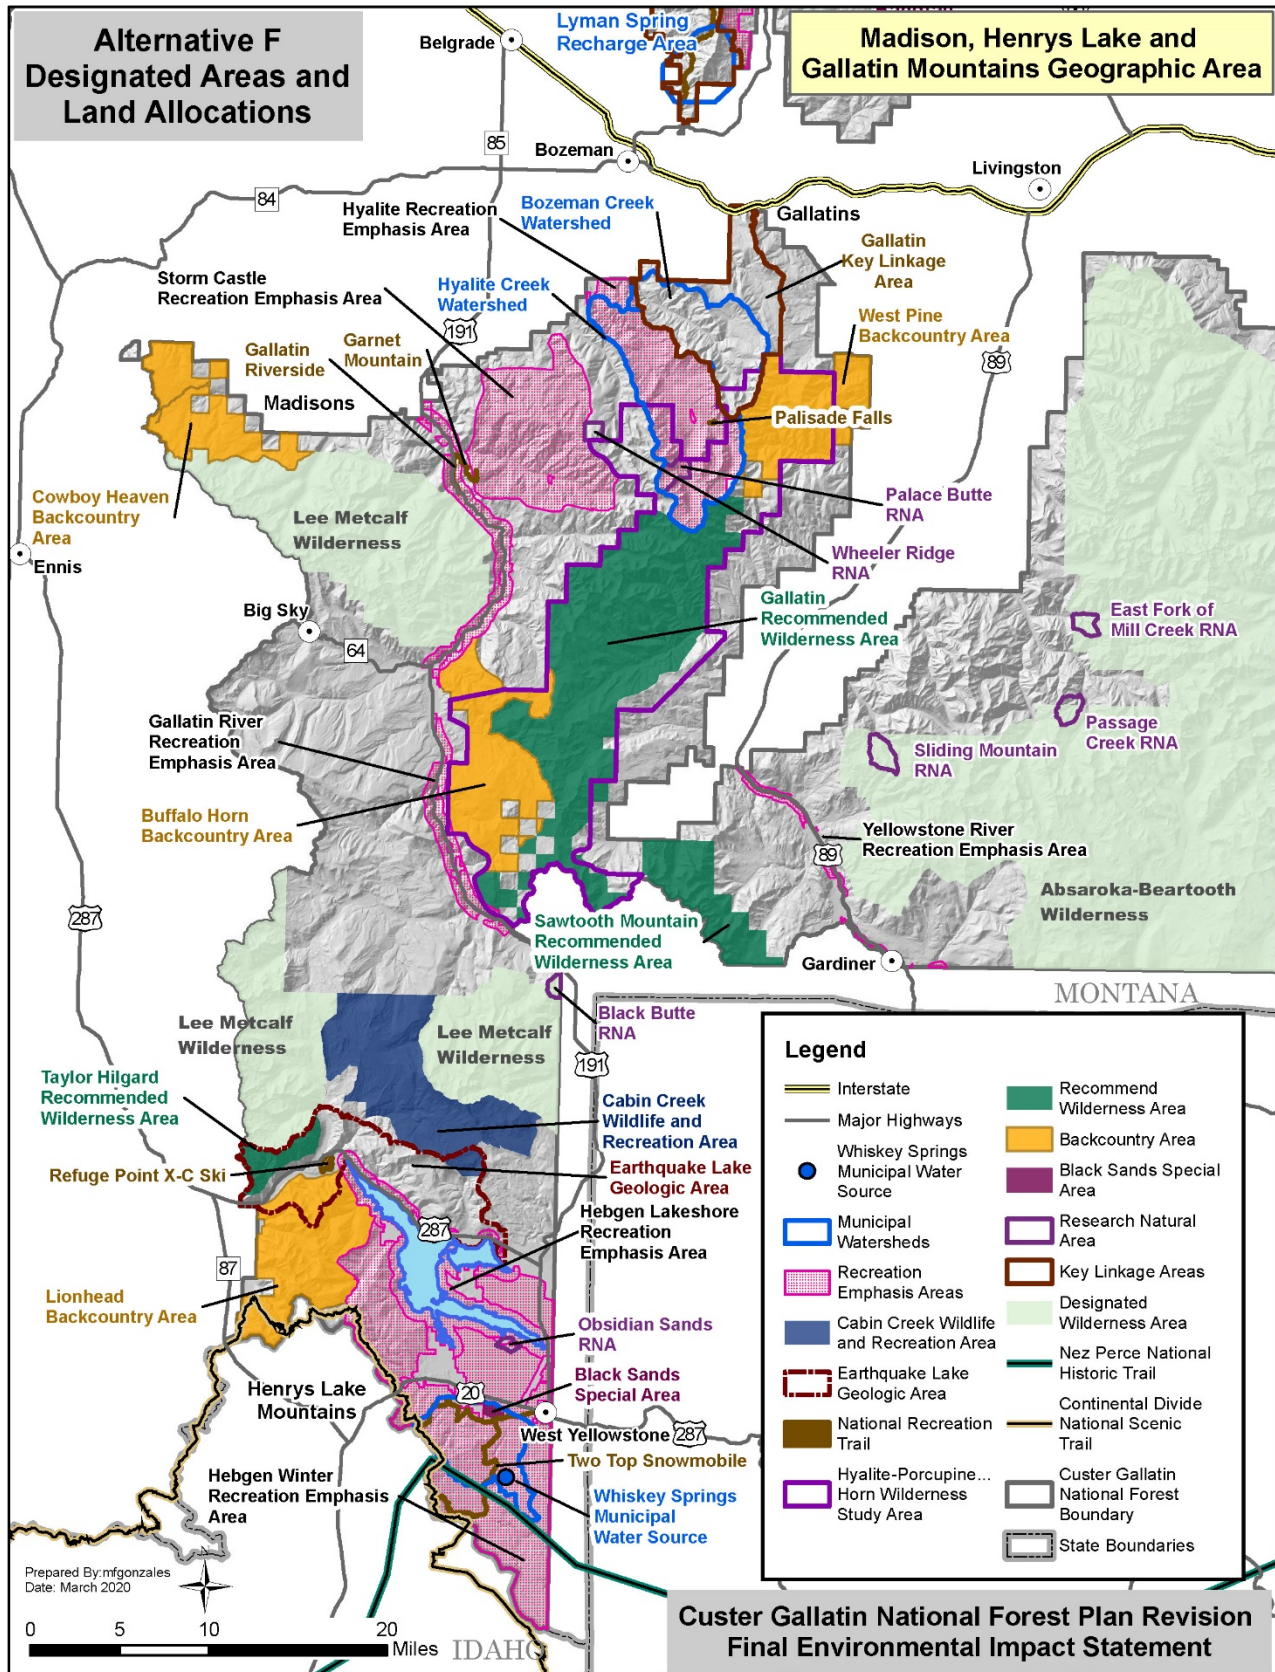 Alternative F
Designated Areas and
Land Allocations
Madison, Henrys Lake and
Gallatin Mountains Geographic Area
Lyman Spring
Recharge Area
Belgrade
85
Bozeman
Livingston
84
Hyalite Recreation
Emphasis Area
Bozeman Creek
Watershed
Gallatins
Gallatin
Key Linkage
Area
Storm Castle
Recreation Emphasis Area
Hyalite Creek
Watershed
West Pine
Backcountry Area
191
89
Gallatin
Riverside
Garnet
Mountain
Madisons
Palisade Falls
Cowboy Heaven
Backcountry
Area
Lee Metcalf
Wilderness
Palace Butte
RNA
Wheeler Ridge
RNA
Ennis
Big Sky
64
Gallatin
Recommended
Wilderness Area
East Fork of
Mill Creek RNA
Passage
Creek RNA
Sliding Mountain
RNA
Gallatin River
Recreation
Emphasis Area
Buffalo Horn
Backcountry Area
Yellowstone River
Recreation Emphasis Area
89
Absaroka-Beartooth
Wilderness
287
Sawtooth Mountain
Recommended
Wilderness Area
Gardiner
MONTANA
Black Butte
RNA
191
Lee Metcalf
Wilderness
Lee Metcalf
Wilderness
Taylor Hilgard
Recommended
Wilderness Area
Cabin Creek
Wildlife and
Recreation Area
Refuge Point X-C Ski
Earthquake Lake
Geologic Area
Hebgen Lakeshore
Recreation
Emphasis Area
287
87
Lionhead
Backcountry Area
Obsidian Sands
RNA
Black Sands
Special Area
20
Henrys Lake
Mountains
West Yellowstone
287
Two Top Snowmobile
Hebgen Winter
Recreation Emphasis
Area
Whiskey Springs
Municipal
Water Source
Legend
Interstate
Major Highways
Whiskey Springs
Municipal Water
Source
Municipal
Watersheds
Recreation
Emphasis Areas
Cabin Creek Wildlife
and Recreation Area
Earthquake Lake
Geologic Area
National Recreation
Trail
Hyalite-Porcupine...
Horn Wilderness
Study Area
Recommend
Wilderness Area
Backcountry Area
Black Sands Special
Area
Research Natural
Area
Key Linkage Areas
Designated
Wilderness Area
Nez Perce National
Historic Trail
Continental Divide
National Scenic
Trail
Custer Gallatin
National Forest
Boundary
State Boundaries
Prepared By:mfgonzales
Date: March 2020
0 5 10 20
Miles
IDAHO
Custer Gallatin National Forest Plan Revision
Final Environmental Impact Statement